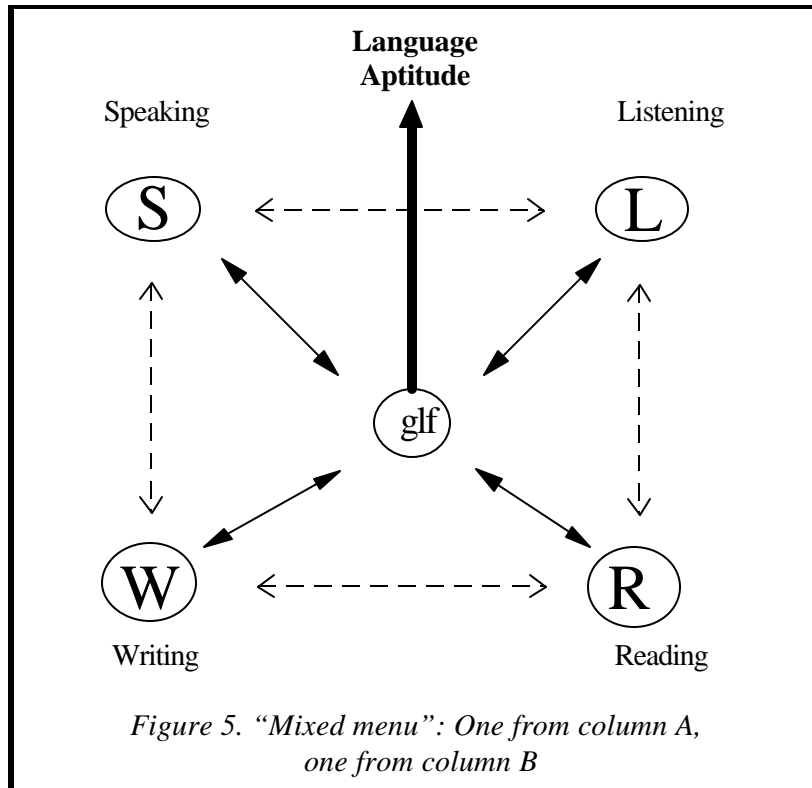 Language
Aptitude
Speaking
Listening
S
L
glf
W
R
Writing
Reading
Figure 5. “Mixed menu”: One from column A,
one from column B